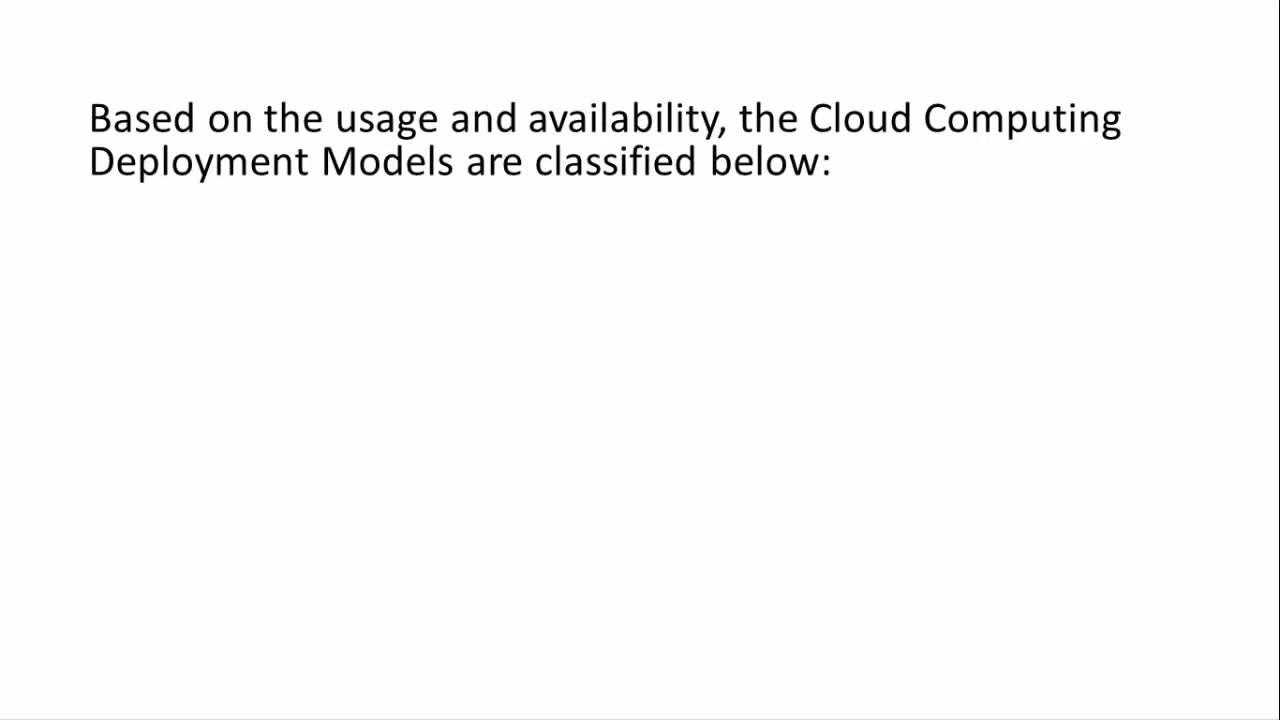 Based on the usage and availability, the Cloud Computing
Deployment Models are classified below: